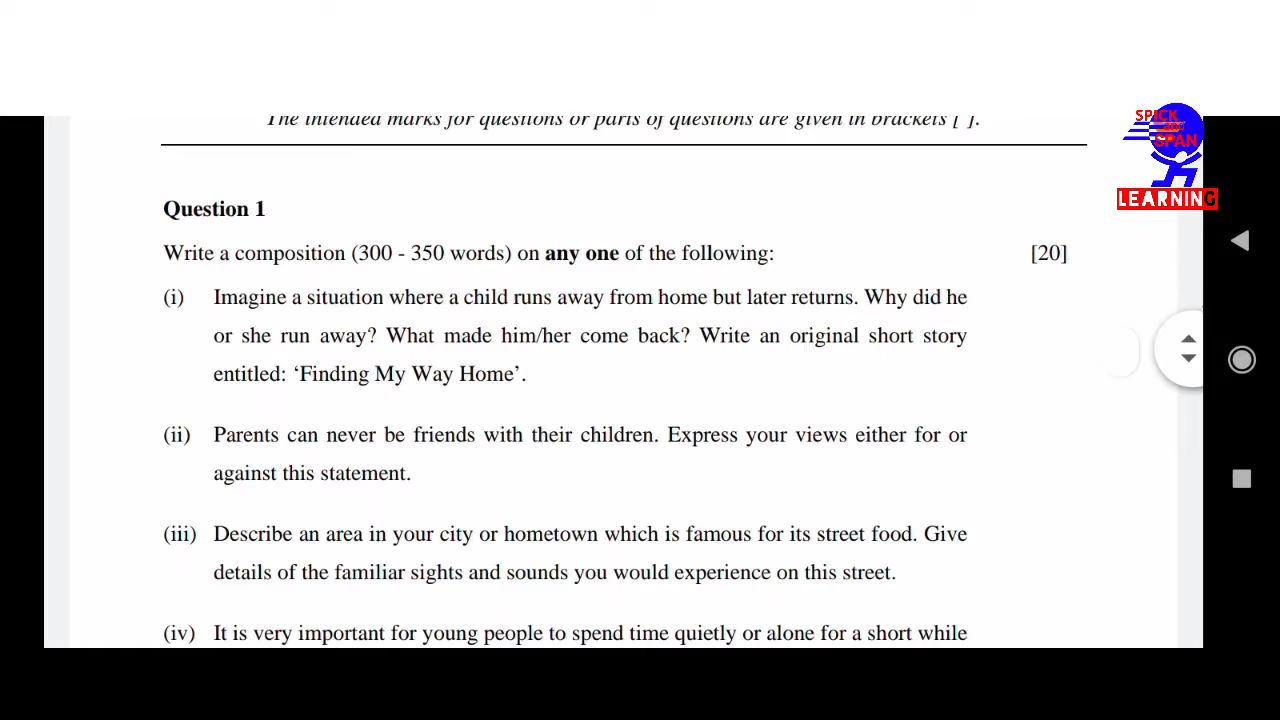 The intended marks for questions or parts of questions are given in brackets [ ].
SPICK
SPAN
LEARNING
Question 1
Write a composition (300 - 350 words) on any one of the following: [20]
(i) Imagine a situation where a child runs away from home but later returns. Why did he
or she run away? What made him/her come back? Write an original short story
entitled: ‘Finding My Way Home’.
(ii) Parents can never be friends with their children. Express your views either for or
against this statement.
(iii) Describe an area in your city or hometown which is famous for its street food. Give
details of the familiar sights and sounds you would experience on this street.
(iv) It is very important for young people to spend time quietly or alone for a short while